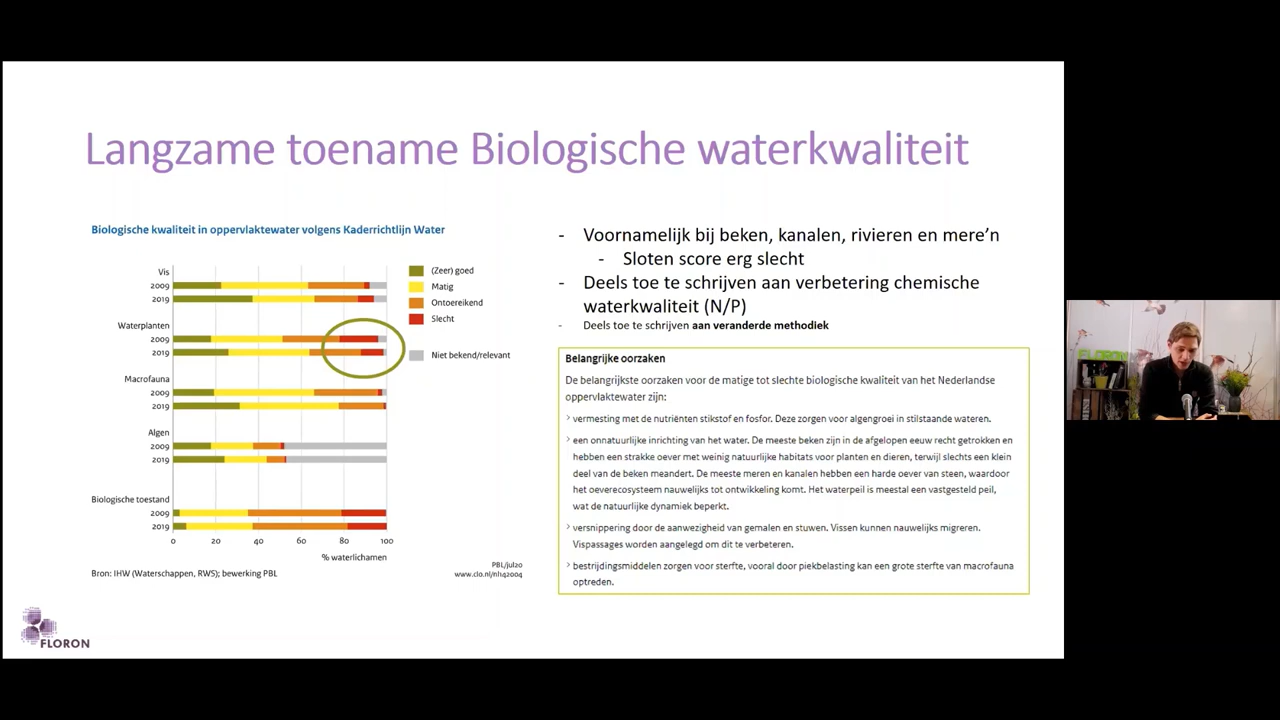 Langzame toename Biologische waterkwaliteit
Biologische kwaliteit in oppervlaktewater volgens Kaderrichtlijn Water
Vis
2009
2019
Waterplanten
2009
2019
Macrofauna
2009
2019
Algen
2009
2019
Biologische toestand
2009
2019
0 20 40 60 80 100
% waterlichamen
(Zeer) goed
Matig
Ontoereikend
Slecht
Niet bekend/relevant
Bron: IHW (Waterschappen, RWS); bewerking PBL
PBL/jul20
www.clo.nl/nl142004
- Voornamelijk bij beken, kanalen, rivieren en mere'n
- Sloten score erg slecht
- Deels toe te schrijven aan verbetering chemische
waterkwaliteit (N/P)
- Deels toe te schrijven aan veranderde methodiek
Belangrijke oorzaken
De belangrijkste oorzaken voor de matige tot slechte biologische kwaliteit van het Nederlandse
oppervlaktewater zijn:
› vermesting met de nutriënten stikstof en fosfor. Deze zorgen voor algengroei in stilstaande wateren.
› een onnatuurlijke inrichting van het water. De meeste beken zijn in de afgelopen eeuw recht getrokken en
hebben een strakke oever met weinig natuurlijke habitats voor planten en dieren, terwijl slechts een klein
deel van de beken meandert. De meeste meren en kanalen hebben een harde oever van steen, waardoor
het oeverecosysteem nauwelijks tot ontwikkeling komt. Het waterpeil is meestal een vastgesteld peil,
wat de natuurlijke dynamiek beperkt.
› versnippering door de aanwezigheid van gemalen en stuwen. Vissen kunnen nauwelijks migreren.
Vispassages worden aangelegd om dit te verbeteren.
› bestrijdingsmiddelen zorgen voor sterfte, vooral door piekbelasting kan een grote sterfte van macrofauna
optreden.
FLORON
FLORON